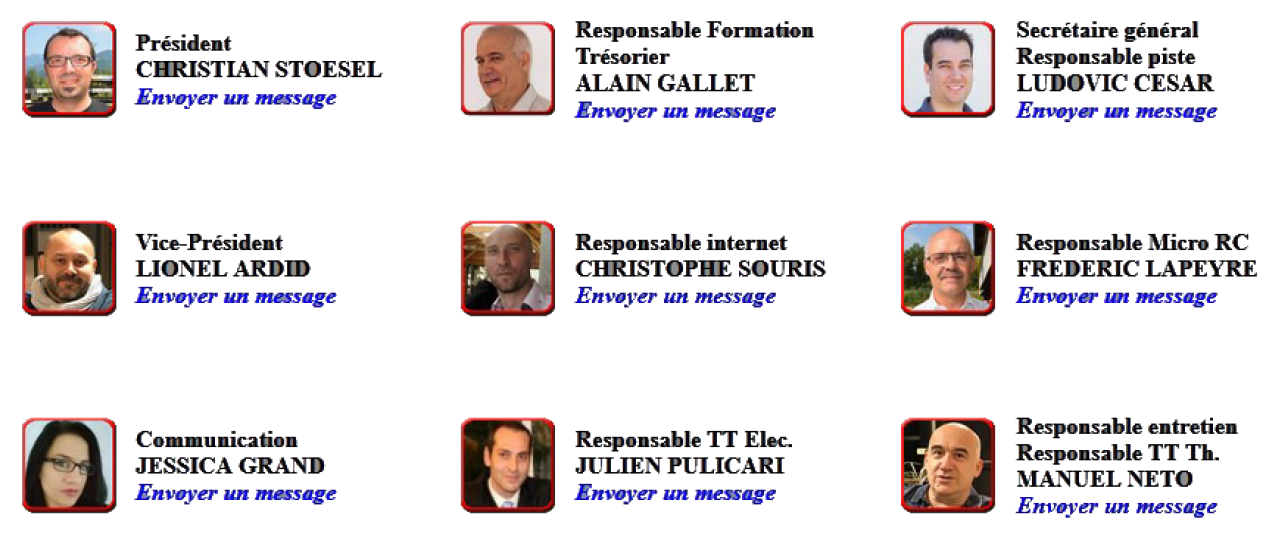 Président
CHRISTIAN STOESEL
Envoyer un message
Responsable Formation
Trésorier
ALAIN GALLET
Envoyer un message
Secrétaire général
Responsable piste
LUDOVIC CESAR
Envoyer un message
Vice-Président
LIONEL ARDID
Envoyer un message
Responsable internet
CHRISTOPHE SOURIS
Envoyer un message
Responsable Micro RC
FREDERIC LAPEYRE
Envoyer un message
Communication
JESSICA GRAND
Envoyer un message
Responsable TT Elec.
JULIEN PULICARI
Envoyer un message
Responsable entretien
Responsable TT Th.
MANUEL NETO
Envoyer un message